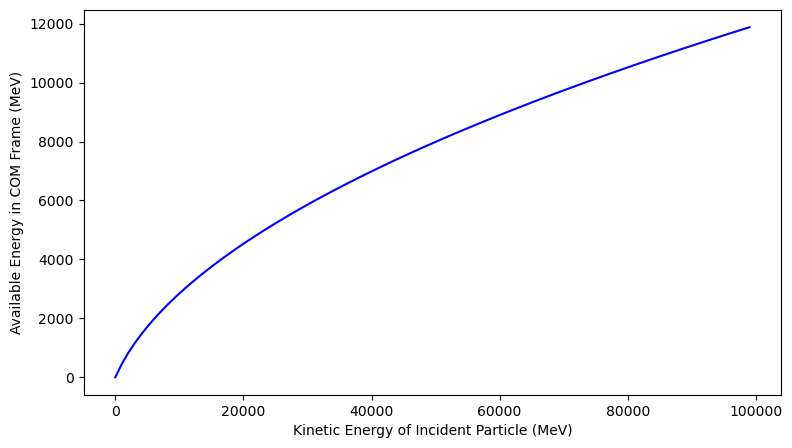 12000
10000
8000
6000
4000
2000
0
Available Energy in COM Frame (MeV)
0 20000 40000 60000 80000 100000
Kinetic Energy of Incident Particle (MeV)